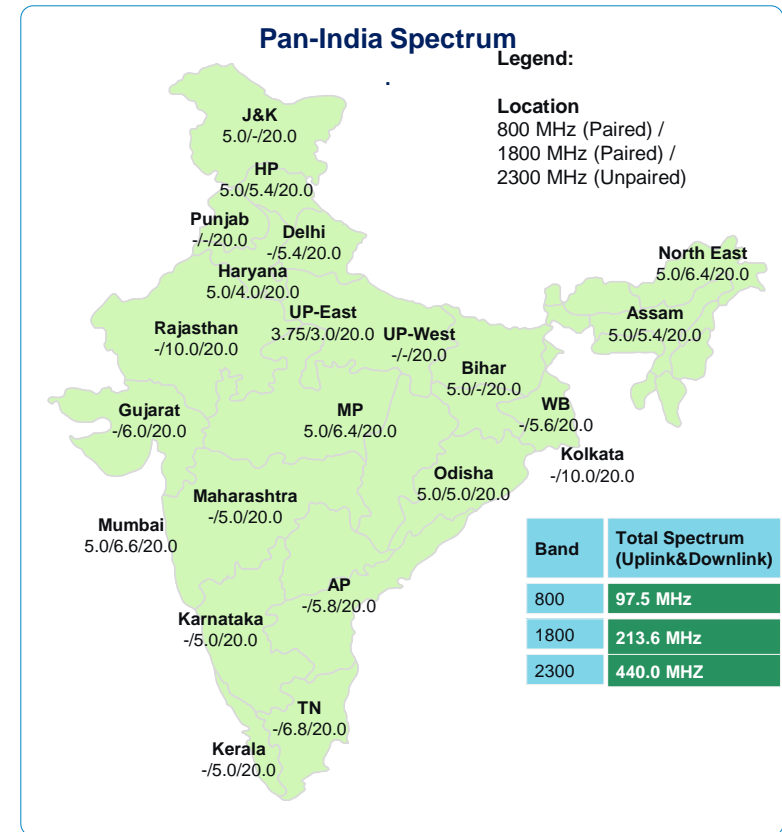 Pan-India Spectrum
.
Legend:
Location
800 MHz (Paired) /
1800 MHz (Paired) /
2300 MHz (Unpaired)
J&K
5.0/-/20.0
HP
5.0/5.4/20.0
Punjab
-/-/20.0
Delhi
-/5.4/20.0
Haryana
5.0/4.0/20.0
North East
5.0/6.4/20.0
Assam
5.0/5.4/20.0
UP-East
3.75/3.0/20.0
UP-West
-/-/20.0
Rajasthan
-/10.0/20.0
Bihar
5.0/-/20.0
Gujarat
-/6.0/20.0
MP
5.0/6.4/20.0
WB
-/5.6/20.0
Kolkata
-/10.0/20.0
Odisha
5.0/5.0/20.0
Maharashtra
-/5.0/20.0
Mumbai
5.0/6.6/20.0
AP
-/5.8/20.0
Karnataka
-/5.0/20.0
TN
-/6.8/20.0
Kerala
-/5.0/20.0
Band Total Spectrum
(Uplink&Downlink)
800 97.5 MHz
1800 213.6 MHz
2300 440.0 MHZ